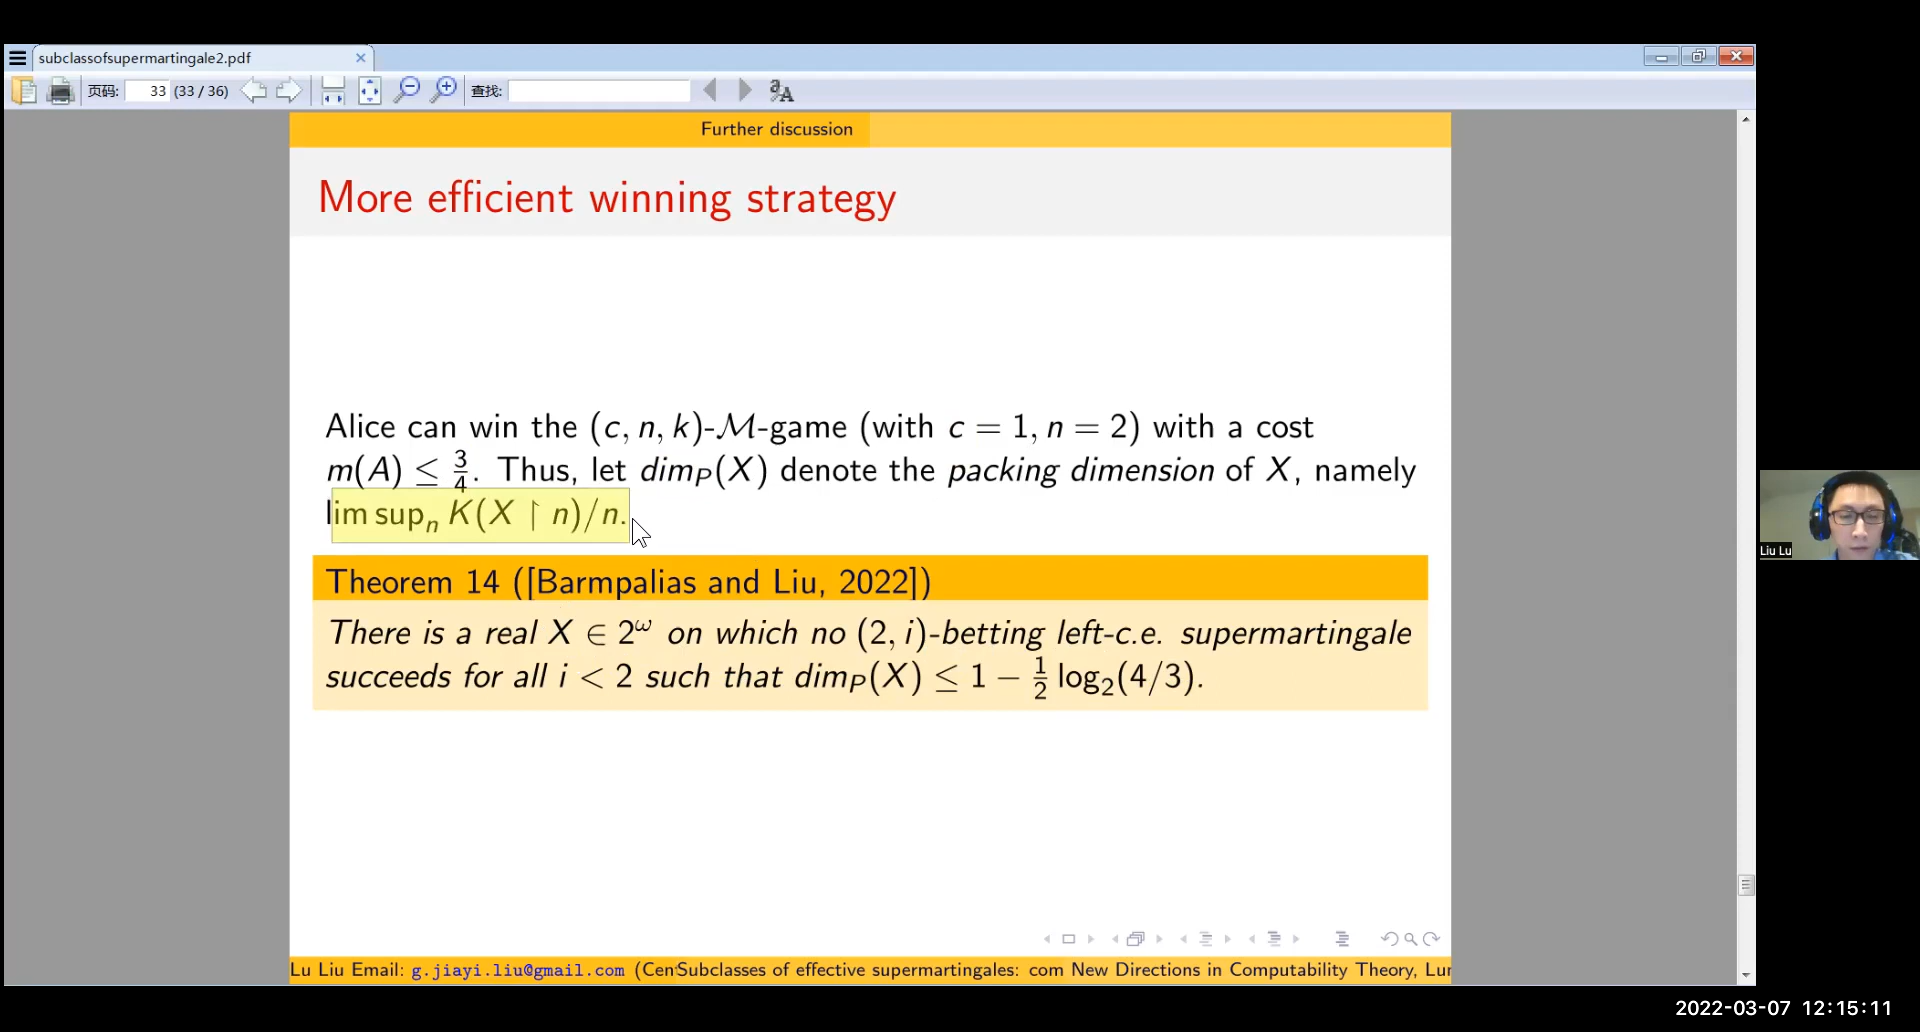 subclassofsupermartingale2.pdf
页码: 33 (33 / 36) 查找:
Further discussion
More efficient winning strategy
Alice can win the (c, n, k)-ℳ-game (with c = 1, n = 2) with a cost
m(A) ≤ 3/4. Thus, let dim_P(X) denote the packing dimension of X, namely
lim sup_n K(X ↾ n)/n.
Theorem 14 ([Barmpalias and Liu, 2022])
There is a real X ∈ 2^ω on which no (2, i)-betting left-c.e. supermartingale
succeeds for all i < 2 such that dim_P(X) ≤ 1 − 1/2 log_2(4/3).
Liu Lu
Lu Liu Email: g.jiayi.liu@gmail.com (Cen Subclasses of effective supermartingales: com New Directions in Computability Theory, Lu
2022-03-07 12:15:11